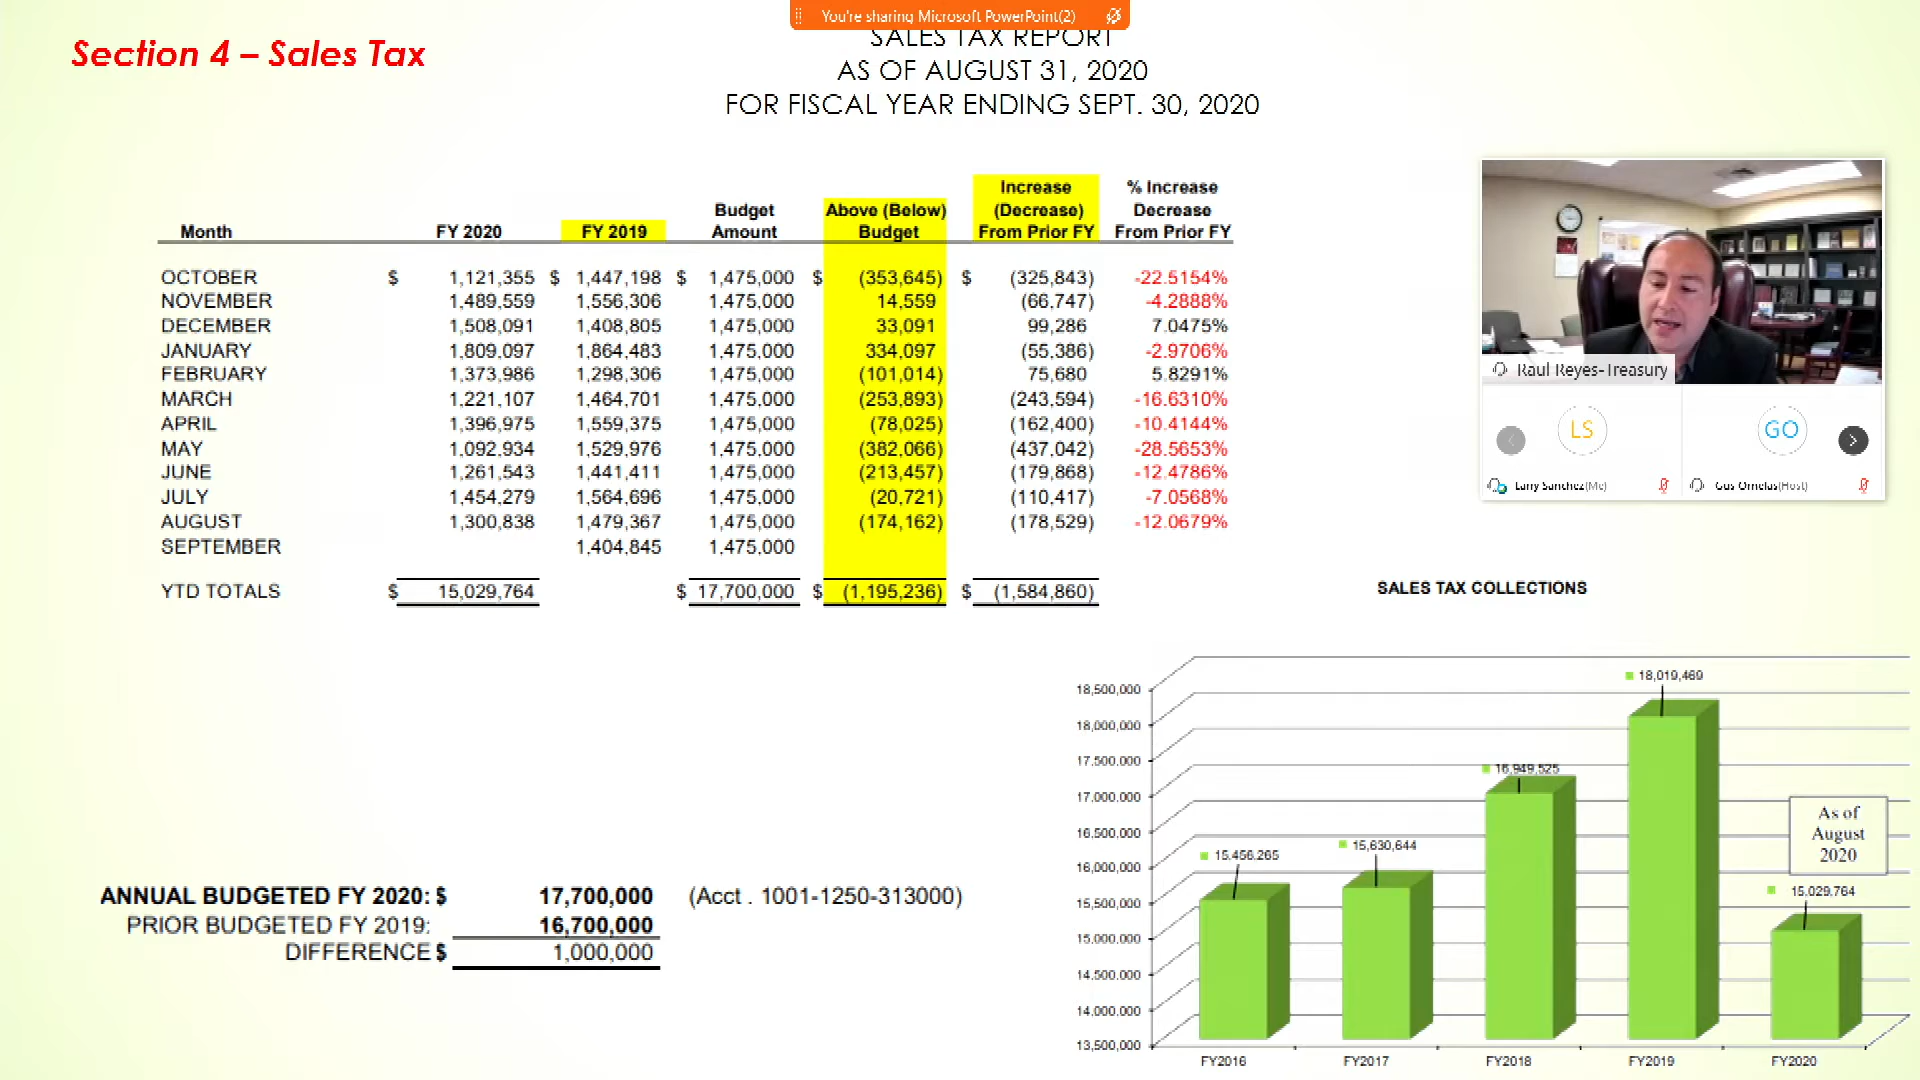 You're sharing Microsoft PowerPoint(2)
Section 4 – Sales Tax
SALES TAX REPORT
AS OF AUGUST 31, 2020
FOR FISCAL YEAR ENDING SEPT. 30, 2020
Month FY 2020 FY 2019 Budget Amount Above (Below) Budget Increase (Decrease) From Prior FY % Increase Decrease From Prior FY
OCTOBER $ 1,121,355 $ 1,447,198 $ 1,475,000 $ (353,645) $ (325,843) -22.5154%
NOVEMBER 1,489,559 1,556,306 1,475,000 14,559 (66,747) -4.2888%
DECEMBER 1,508,091 1,408,805 1,475,000 33,091 99,286 7.0475%
JANUARY 1,809,097 1,864,483 1,475,000 334,097 (55,386) -2.9706%
FEBRUARY 1,373,986 1,298,306 1,475,000 (101,014) 75,680 5.8291%
MARCH 1,221,107 1,464,701 1,475,000 (253,893) (243,594) -16.6310%
APRIL 1,396,975 1,559,375 1,475,000 (78,025) (162,400) -10.4144%
MAY 1,092,934 1,529,976 1,475,000 (382,066) (437,042) -28.5653%
JUNE 1,261,543 1,441,411 1,475,000 (213,457) (179,868) -12.4786%
JULY 1,454,279 1,564,696 1,475,000 (20,721) (110,417) -7.0568%
AUGUST 1,300,838 1,479,367 1,475,000 (174,162) (178,529) -12.0679%
SEPTEMBER 1,404,845 1,475,000
YTD TOTALS $ 15,029,764 $ 17,700,000 $ (1,195,236) $ (1,584,860)
Raul Reyes-Treasury
LS
GO
Larry Sanchez(Me)
Gus Ornelas(Host)
SALES TAX COLLECTIONS
18,500,000
18,000,000
17,500,000
17,000,000
16,500,000
16,000,000
15,500,000
15,000,000
14,500,000
14,000,000
13,500,000
15,456,265
15,630,644
16,949,525
18,019,469
15,029,764
As of
August
2020
FY2016 FY2017 FY2018 FY2019 FY2020
ANNUAL BUDGETED FY 2020: $ 17,700,000 (Acct . 1001-1250-313000)
PRIOR BUDGETED FY 2019: 16,700,000
DIFFERENCE $ 1,000,000